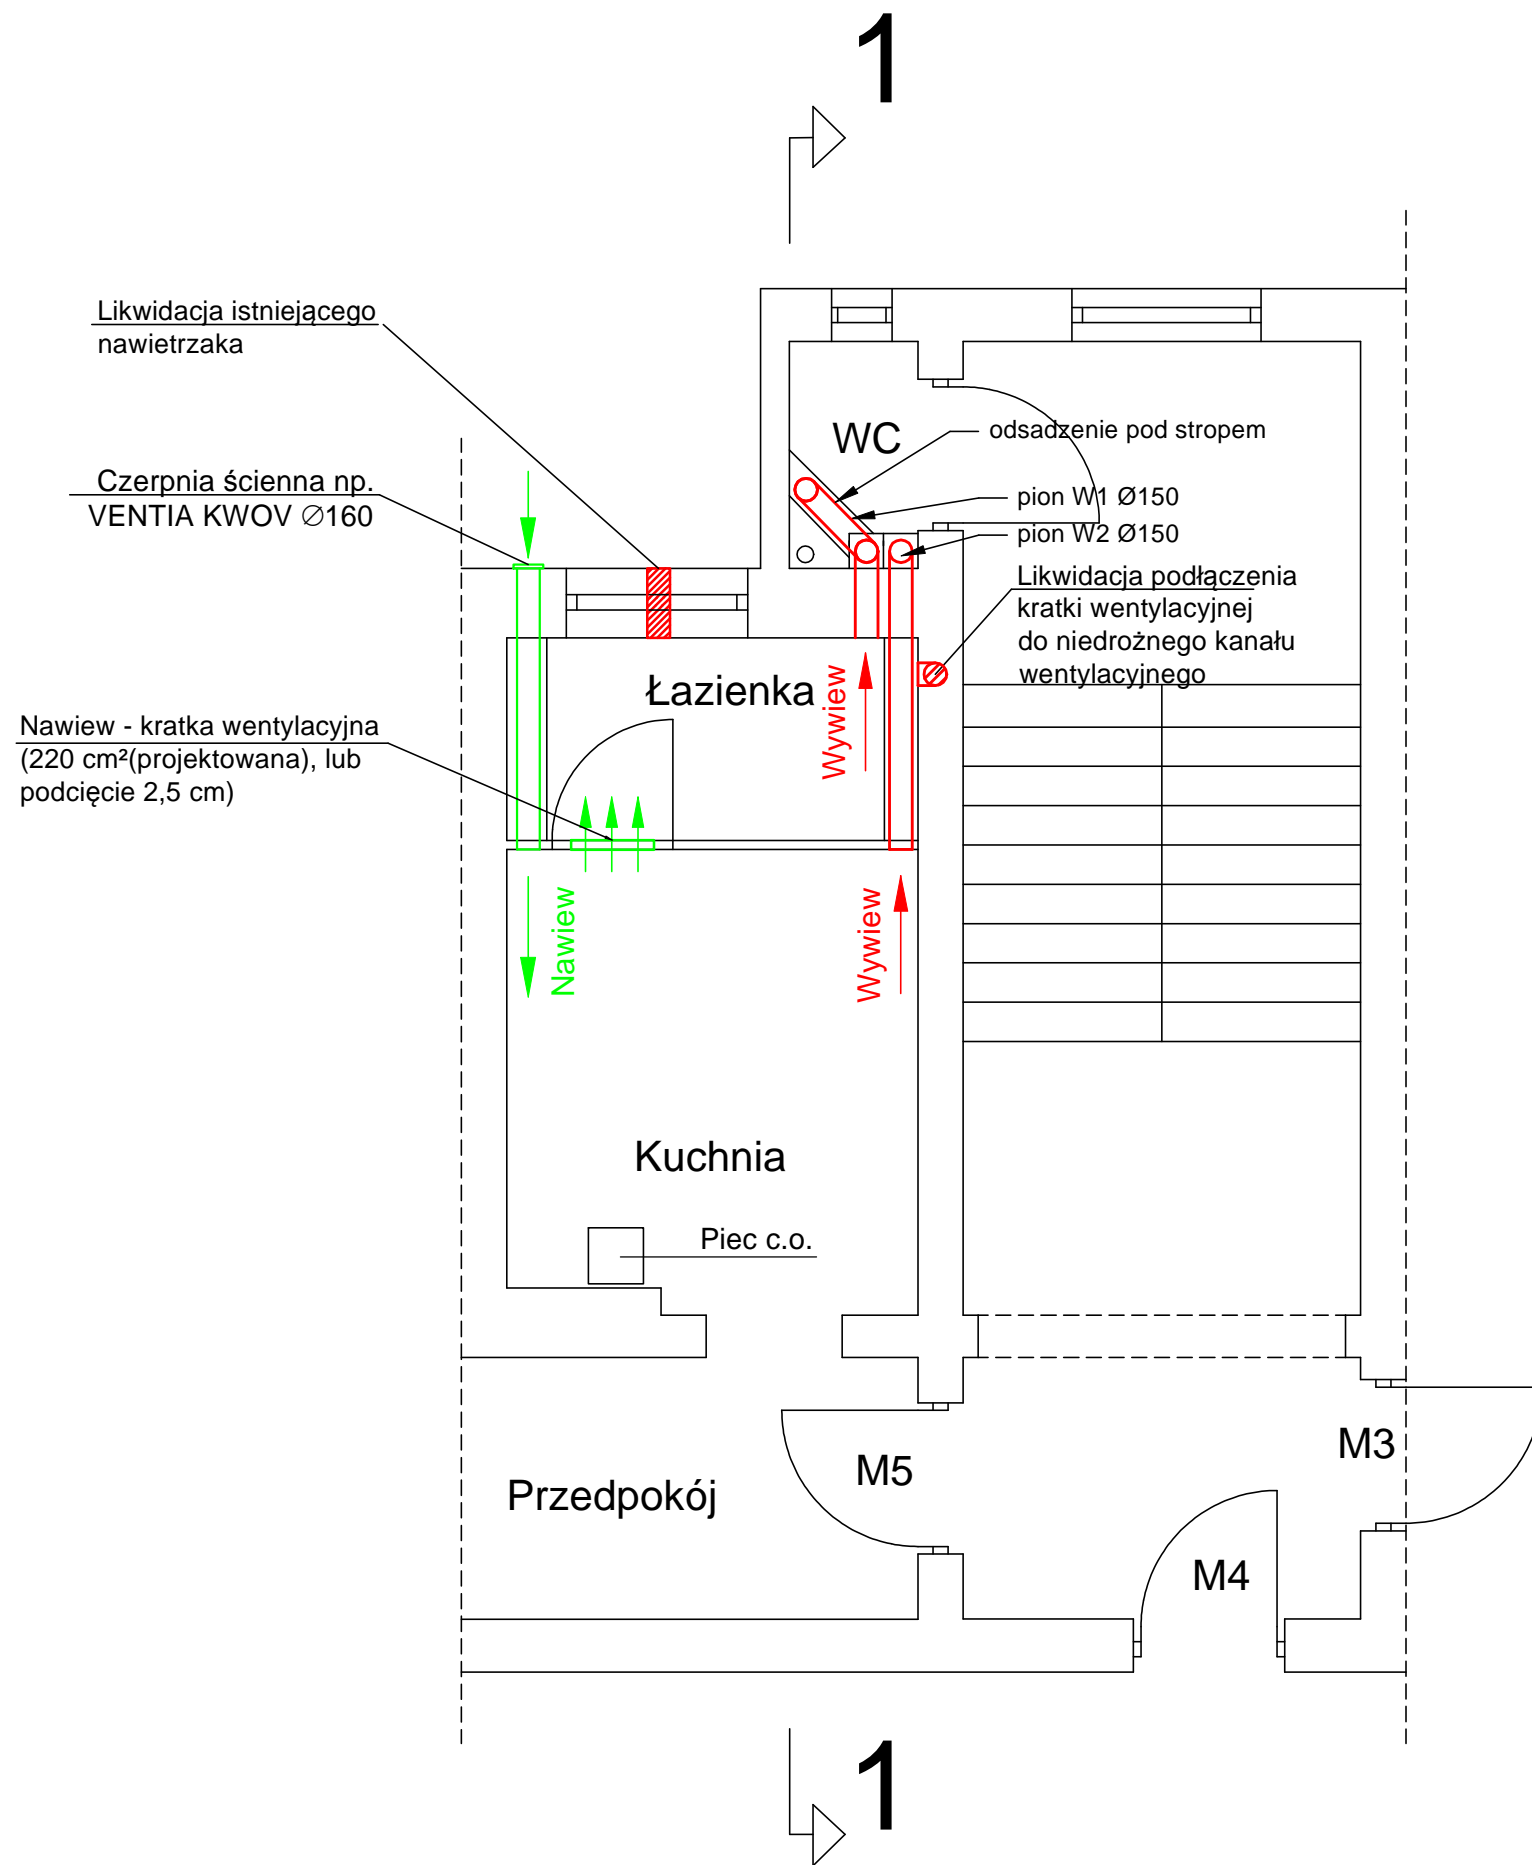 1
Likwidacja istniejącego
nawietrzaka
WC
odsadzenie pod stropem
Czerpnia ścienna np.
VENTIA KWOV ∅160
pion W1 Ø150
pion W2 Ø150
Likwidacja podłączenia
kratki wentylacyjnej
do niedrożnego kanału
wentylacyjnego
Łazienka
Wywiew
Nawiew - kratka wentylacyjna
(220 cm²(projektowana), lub
podcięcie 2,5 cm)
Nawiew
Wywiew
Kuchnia
Piec c.o.
M3
M5
Przedpokój
M4
1